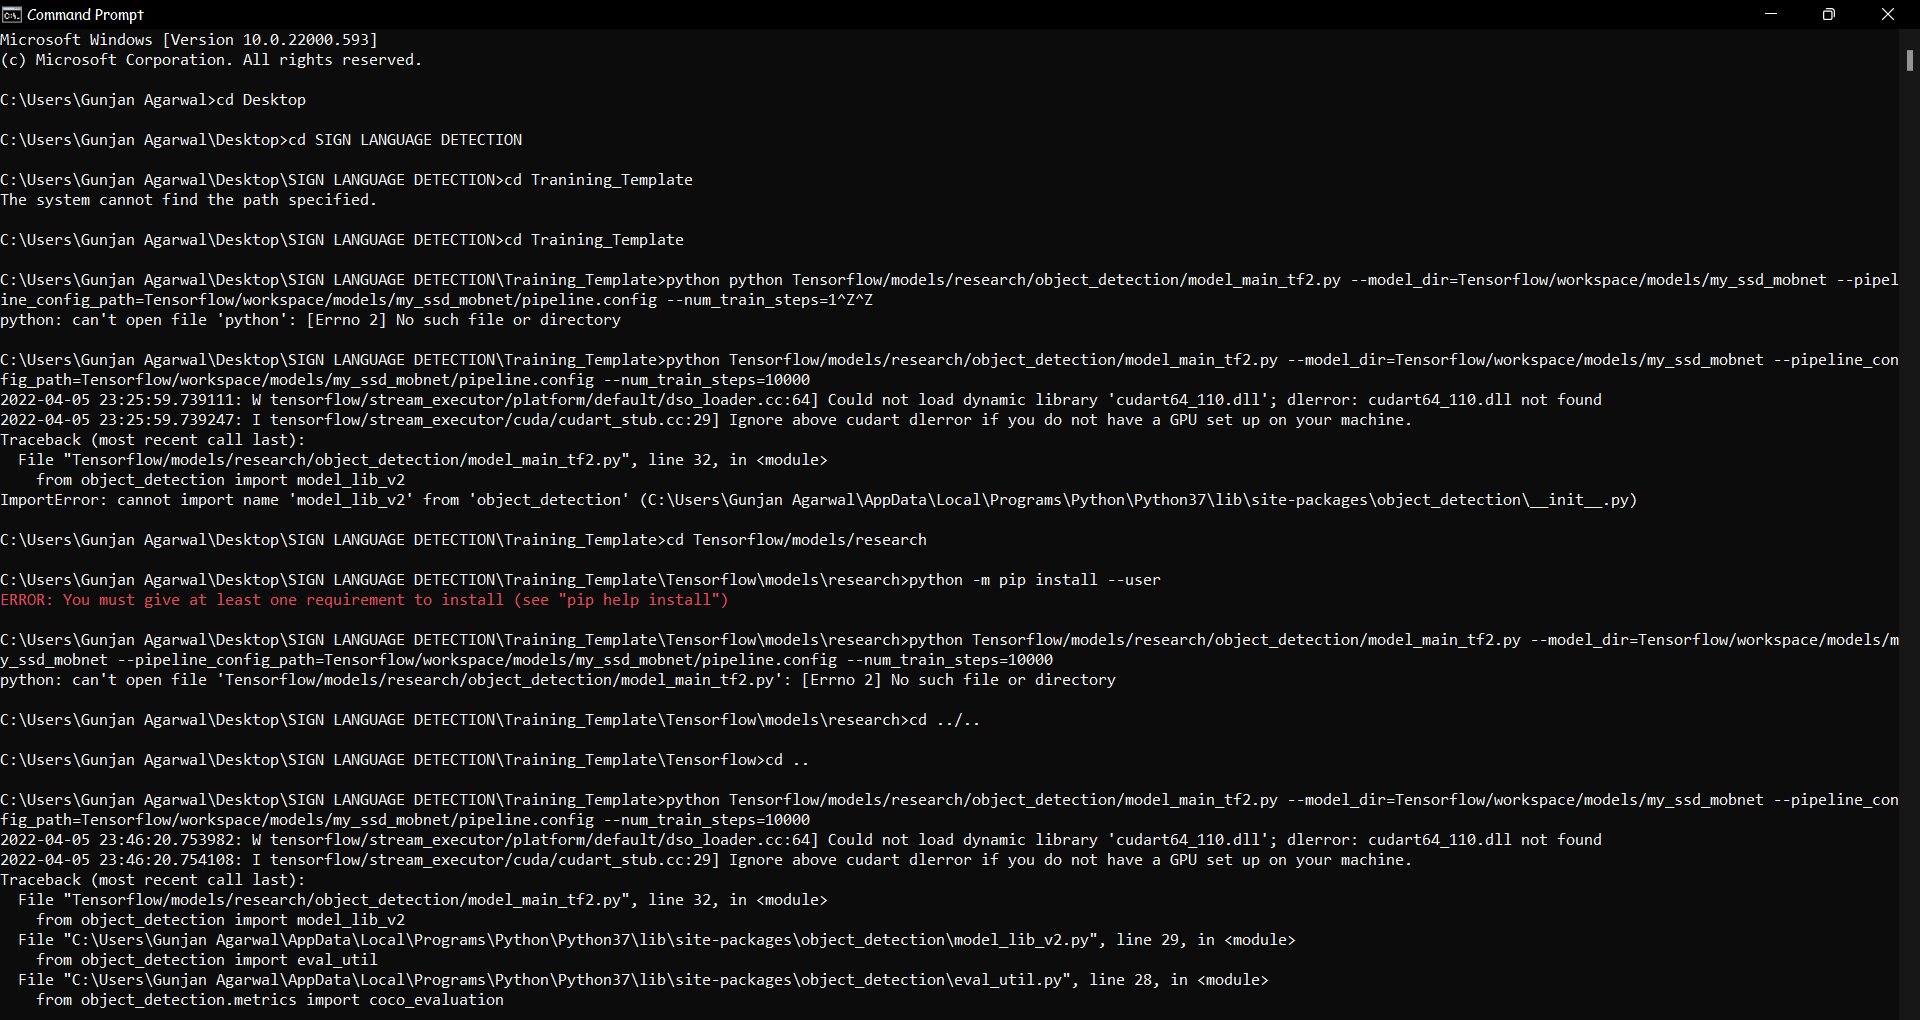 Command Prompt
Microsoft Windows [Version 10.0.22000.593]
(c) Microsoft Corporation. All rights reserved.
C:\Users\Gunjan Agarwal>cd Desktop
C:\Users\Gunjan Agarwal\Desktop>cd SIGN LANGUAGE DETECTION
C:\Users\Gunjan Agarwal\Desktop\SIGN LANGUAGE DETECTION>cd Tranining_Template
The system cannot find the path specified.
C:\Users\Gunjan Agarwal\Desktop\SIGN LANGUAGE DETECTION>cd Training_Template
C:\Users\Gunjan Agarwal\Desktop\SIGN LANGUAGE DETECTION\Training_Template>python python Tensorflow/models/research/object_detection/model_main_tf2.py --model_dir=Tensorflow/workspace/models/my_ssd_mobnet --pipel
ine_config_path=Tensorflow/workspace/models/my_ssd_mobnet/pipeline.config --num_train_steps=1^Z^Z
python: can't open file 'python': [Errno 2] No such file or directory
C:\Users\Gunjan Agarwal\Desktop\SIGN LANGUAGE DETECTION\Training_Template>python Tensorflow/models/research/object_detection/model_main_tf2.py --model_dir=Tensorflow/workspace/models/my_ssd_mobnet --pipeline_con
fig_path=Tensorflow/workspace/models/my_ssd_mobnet/pipeline.config --num_train_steps=10000
2022-04-05 23:25:59.739111: W tensorflow/stream_executor/platform/default/dso_loader.cc:64] Could not load dynamic library 'cudart64_110.dll'; dlerror: cudart64_110.dll not found
2022-04-05 23:25:59.739247: I tensorflow/stream_executor/cuda/cudart_stub.cc:29] Ignore above cudart dlerror if you do not have a GPU set up on your machine.
Traceback (most recent call last):
  File "Tensorflow/models/research/object_detection/model_main_tf2.py", line 32, in <module>
    from object_detection import model_lib_v2
ImportError: cannot import name 'model_lib_v2' from 'object_detection' (C:\Users\Gunjan Agarwal\AppData\Local\Programs\Python\Python37\lib\site-packages\object_detection\__init__.py)
C:\Users\Gunjan Agarwal\Desktop\SIGN LANGUAGE DETECTION\Training_Template>cd Tensorflow/models/research
C:\Users\Gunjan Agarwal\Desktop\SIGN LANGUAGE DETECTION\Training_Template\Tensorflow\models\research>python -m pip install --user
ERROR: You must give at least one requirement to install (see "pip help install")
C:\Users\Gunjan Agarwal\Desktop\SIGN LANGUAGE DETECTION\Training_Template\Tensorflow\models\research>python Tensorflow/models/research/object_detection/model_main_tf2.py --model_dir=Tensorflow/workspace/models/m
y_ssd_mobnet --pipeline_config_path=Tensorflow/workspace/models/my_ssd_mobnet/pipeline.config --num_train_steps=10000
python: can't open file 'Tensorflow/models/research/object_detection/model_main_tf2.py': [Errno 2] No such file or directory
C:\Users\Gunjan Agarwal\Desktop\SIGN LANGUAGE DETECTION\Training_Template\Tensorflow\models\research>cd ../..
C:\Users\Gunjan Agarwal\Desktop\SIGN LANGUAGE DETECTION\Training_Template\Tensorflow>cd ..
C:\Users\Gunjan Agarwal\Desktop\SIGN LANGUAGE DETECTION\Training_Template>python Tensorflow/models/research/object_detection/model_main_tf2.py --model_dir=Tensorflow/workspace/models/my_ssd_mobnet --pipeline_con
fig_path=Tensorflow/workspace/models/my_ssd_mobnet/pipeline.config --num_train_steps=10000
2022-04-05 23:46:20.753982: W tensorflow/stream_executor/platform/default/dso_loader.cc:64] Could not load dynamic library 'cudart64_110.dll'; dlerror: cudart64_110.dll not found
2022-04-05 23:46:20.754108: I tensorflow/stream_executor/cuda/cudart_stub.cc:29] Ignore above cudart dlerror if you do not have a GPU set up on your machine.
Traceback (most recent call last):
  File "Tensorflow/models/research/object_detection/model_main_tf2.py", line 32, in <module>
    from object_detection import model_lib_v2
  File "C:\Users\Gunjan Agarwal\AppData\Local\Programs\Python\Python37\lib\site-packages\object_detection\model_lib_v2.py", line 29, in <module>
    from object_detection import eval_util
  File "C:\Users\Gunjan Agarwal\AppData\Local\Programs\Python\Python37\lib\site-packages\object_detection\eval_util.py", line 28, in <module>
    from object_detection.metrics import coco_evaluation